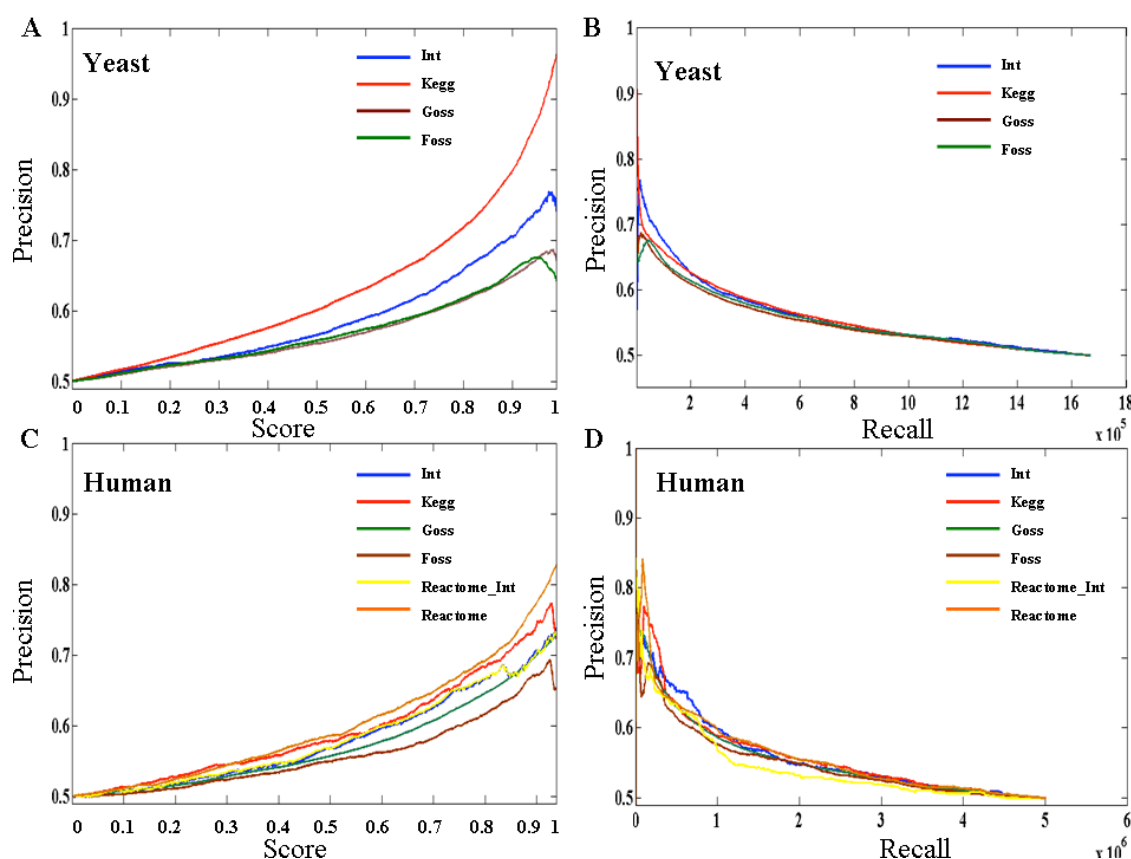 A
Yeast
Int
Kegg
Goss
Foss
Precision
1
0.9
0.8
0.7
0.6
0.5
0.1 0.2 0.3 0.4 0.5 0.6 0.7 0.8 0.9 1
Score
B
Yeast
Int
Kegg
Goss
Foss
Precision
1
0.9
0.8
0.7
0.6
0.5
2 4 6 8 10 12 14 16 18
Recall
x 10^5
C
Human
Int
Kegg
Goss
Foss
Reactome_Int
Reactome
Precision
1
0.9
0.8
0.7
0.6
0.5
0 0.1 0.2 0.3 0.4 0.5 0.6 0.7 0.8 0.9 1
Score
D
Human
Int
Kegg
Goss
Foss
Reactome_Int
Reactome
Precision
1
0.9
0.8
0.7
0.6
0.5
0 1 2 3 4 5 6
Recall
x 10^6